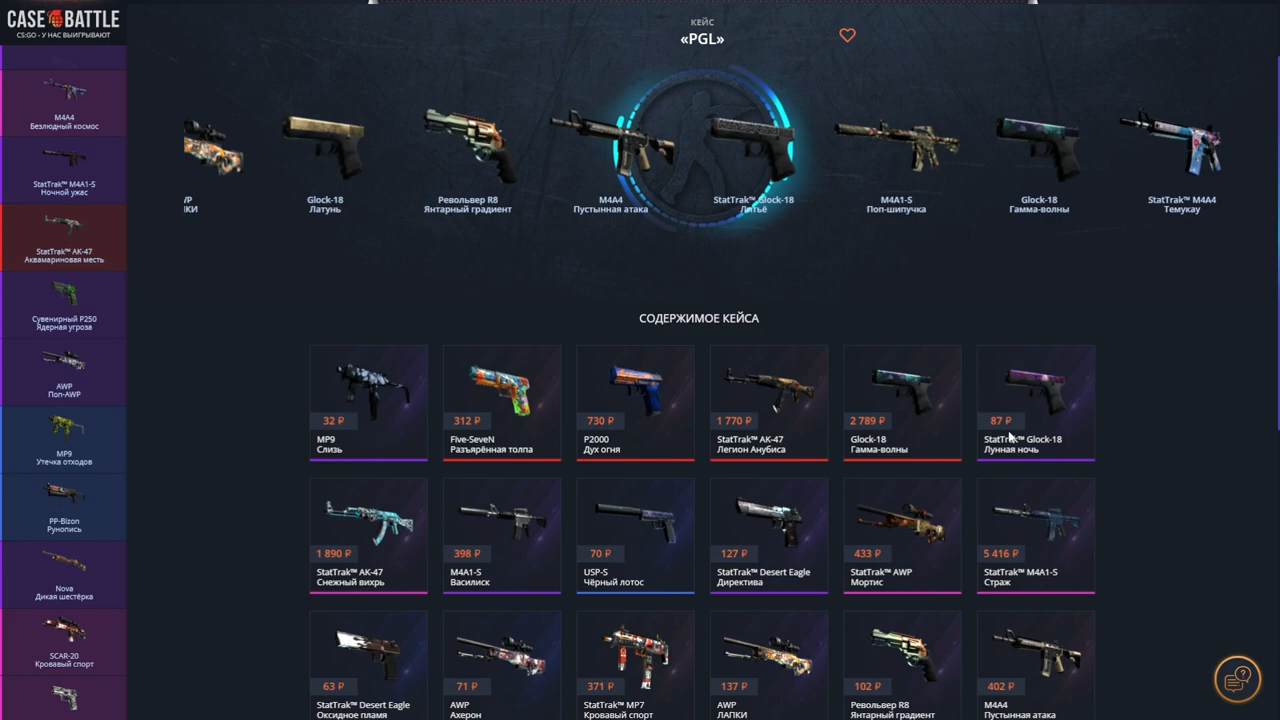 CASE BATTLE
CS:GO - У НАС ВЫИГРЫВАЮТ
КЕЙС
«PGL»
M4A4
Безлюдный космос
StatTrak™ M4A1-S
Ночной ужас
StatTrak™ AK-47
Аквамариновая месть
Сувенирный P250
Ядерная угроза
AWP
Поп-AWP
MP9
Утечка отходов
PP-Bizon
Рунопись
Nova
Дикая шестёрка
SCAR-20
Кровавый спорт
Glock-18
Латунь
Револьвер R8
Янтарный градиент
M4A4
Пустынная атака
StatTrak™ Glock-18
Литьё
M4A1-S
Поп-шипучка
Glock-18
Гамма-волны
StatTrak™ M4A4
Темукау
СОДЕРЖИМОЕ КЕЙСА
32 ₽
MP9
Слизь
312 ₽
Five-SeveN
Разъярённая толпа
730 ₽
P2000
Дух огня
1 770 ₽
StatTrak™ AK-47
Легион Анубиса
2 789 ₽
Glock-18
Гамма-волны
87 ₽
StatTrak™ Glock-18
Лунная ночь
1 890 ₽
StatTrak™ AK-47
Снежный вихрь
398 ₽
M4A1-S
Василиск
70 ₽
USP-S
Чёрный лотос
127 ₽
StatTrak™ Desert Eagle
Директива
433 ₽
StatTrak™ AWP
Мортис
5 416 ₽
StatTrak™ M4A1-S
Страж
63 ₽
StatTrak™ Desert Eagle
Оксидное пламя
71 ₽
AWP
Ахерон
371 ₽
StatTrak™ MP7
Кровавый спорт
137 ₽
AWP
ЛАПКИ
102 ₽
Револьвер R8
Янтарный градиент
402 ₽
M4A4
Пустынная атака